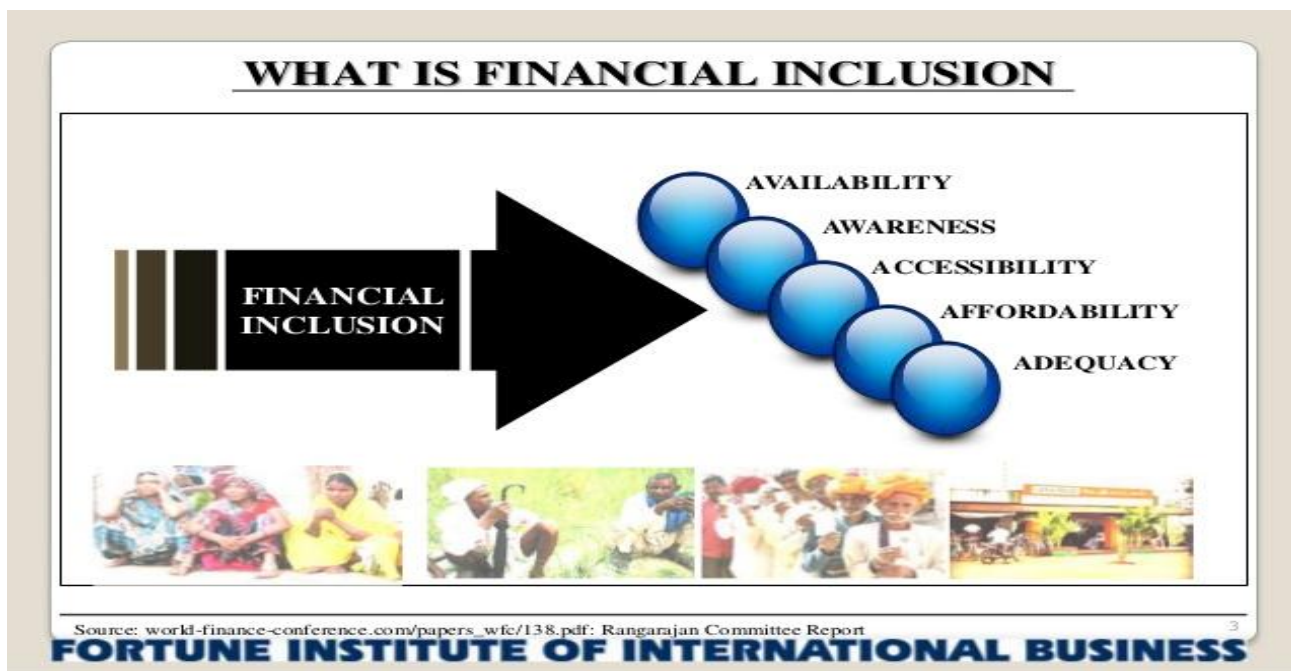 WHAT IS FINANCIAL INCLUSION
FINANCIAL
INCLUSION
AVAILABILITY
AWARENESS
ACCESSIBILITY
AFFORDABILITY
ADEQUACY
Source: world-finance-conference.com/papers_wfc/138.pdf: Rangarajan Committee Report
3
FORTUNE INSTITUTE OF INTERNATIONAL BUSINESS